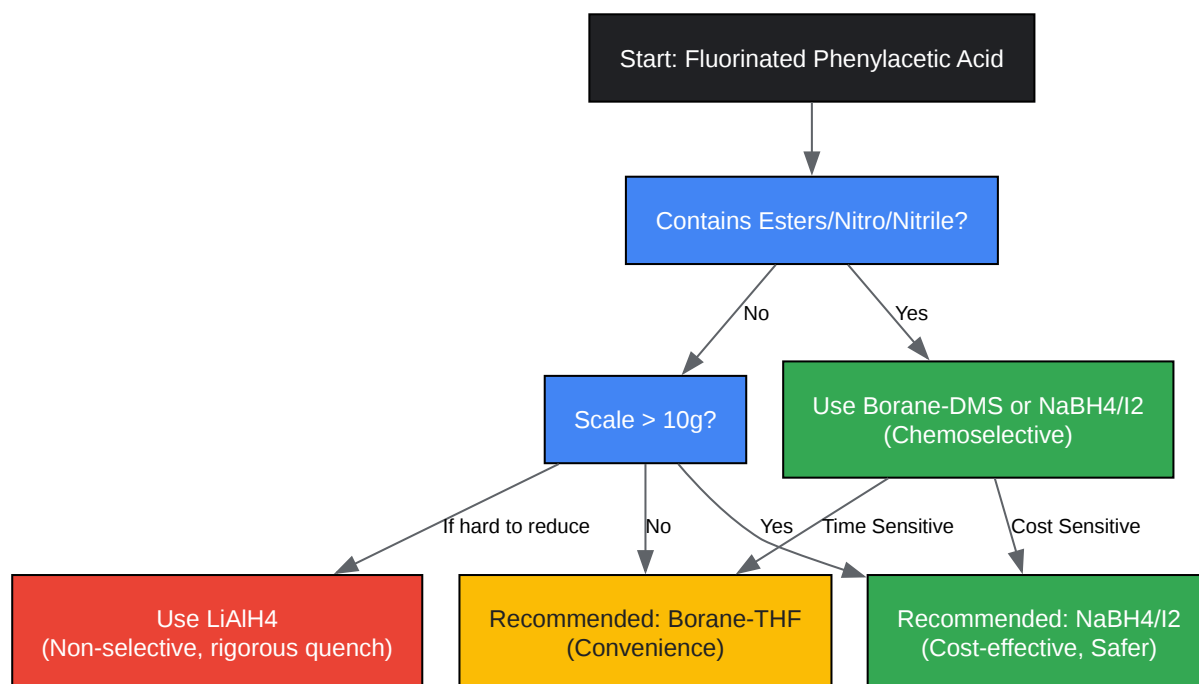 Start: Fluorinated Phenylacetic Acid
Contains Esters/Nitro/Nitrile?
No
Yes
Scale > 10g?
Use Borane-DMS or NaBH4/I2
(Chemoselective)
If hard to reduce
No
Yes
Time Sensitive
Cost Sensitive
Use LiAlH4
(Non-selective, rigorous quench)
Recommended: Borane-THF
(Convenience)
Recommended: NaBH4/I2
(Cost-effective, Safer)